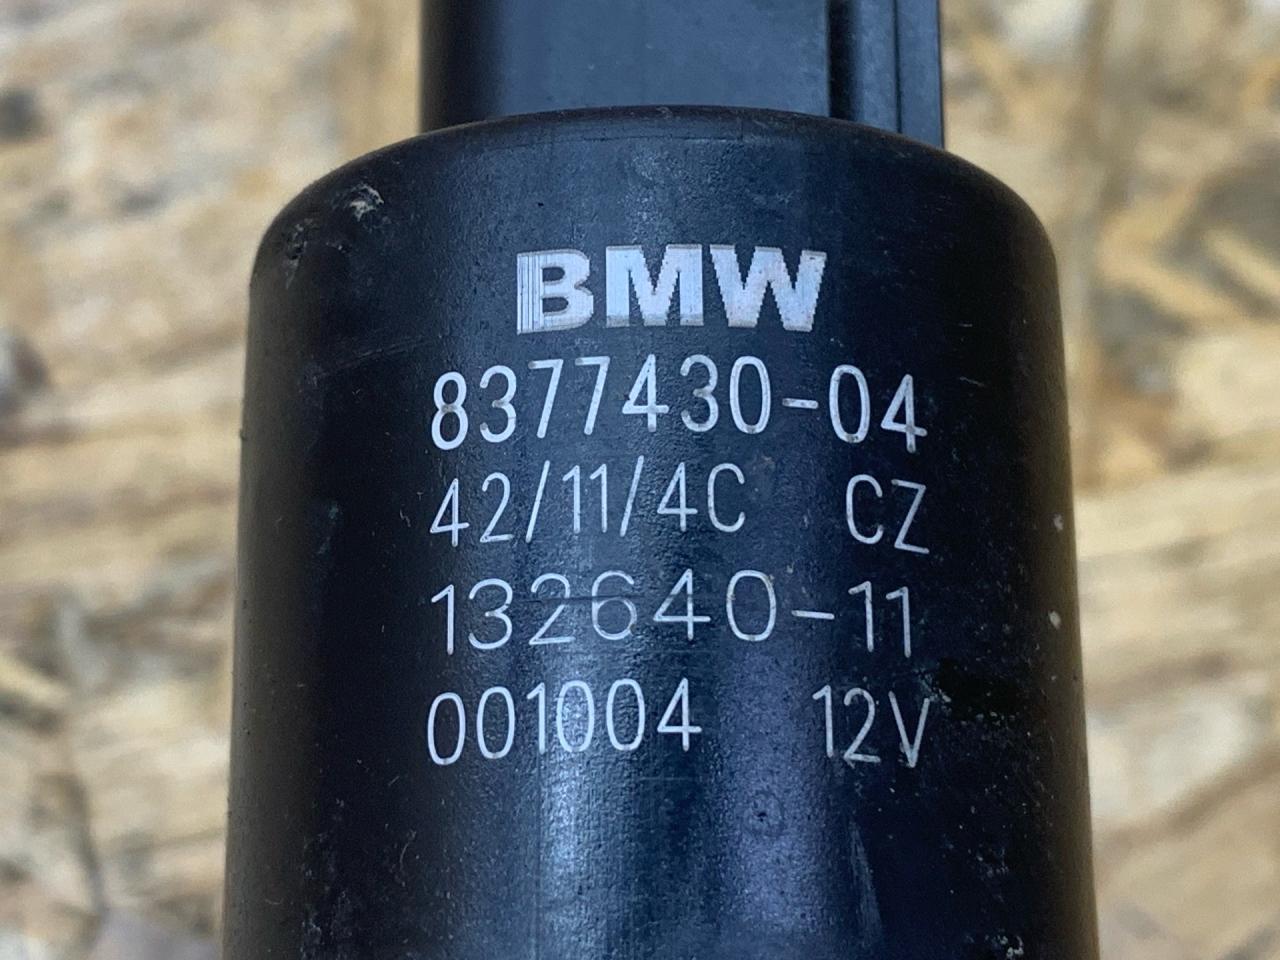 BMW
8377430-04
42/11/4C CZ
132640-11
001004 12V